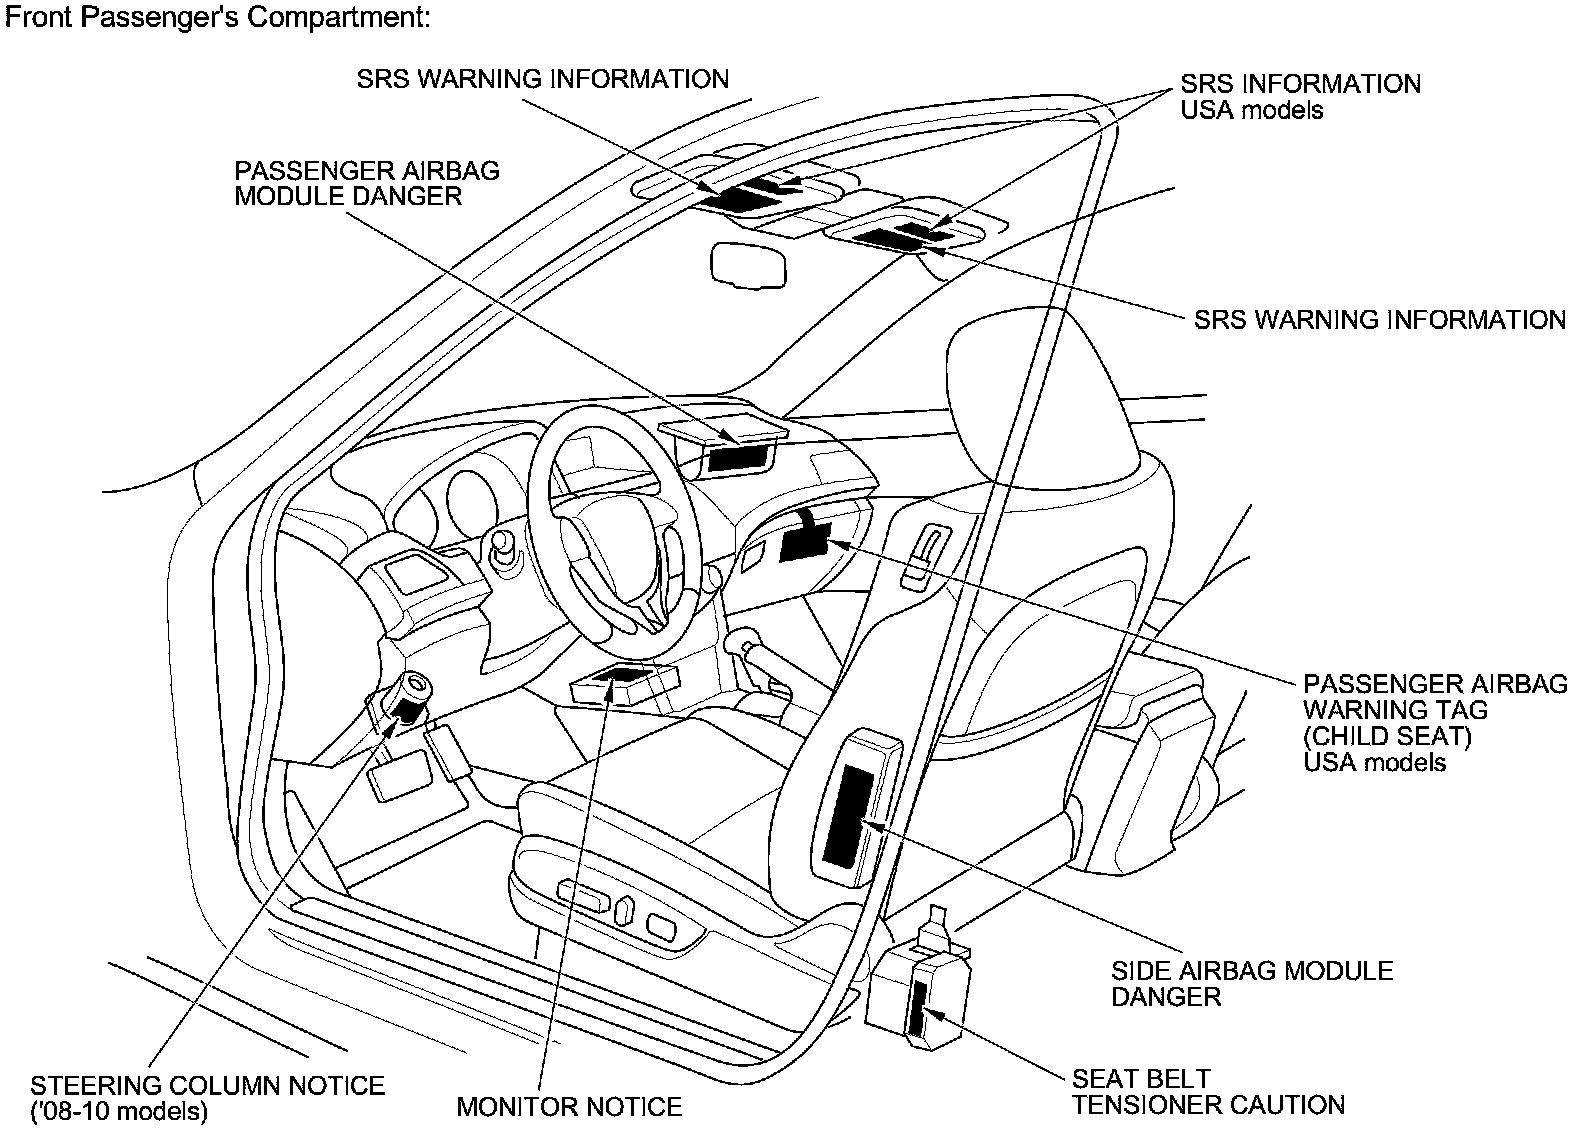 Front Passenger's Compartment:
SRS WARNING INFORMATION
SRS INFORMATION
USA models
PASSENGER AIRBAG
MODULE DANGER
SRS WARNING INFORMATION
PASSENGER AIRBAG
WARNING TAG
(CHILD SEAT)
USA models
SIDE AIRBAG MODULE
DANGER
SEAT BELT
TENSIONER CAUTION
STEERING COLUMN NOTICE
('08-10 models)
MONITOR NOTICE